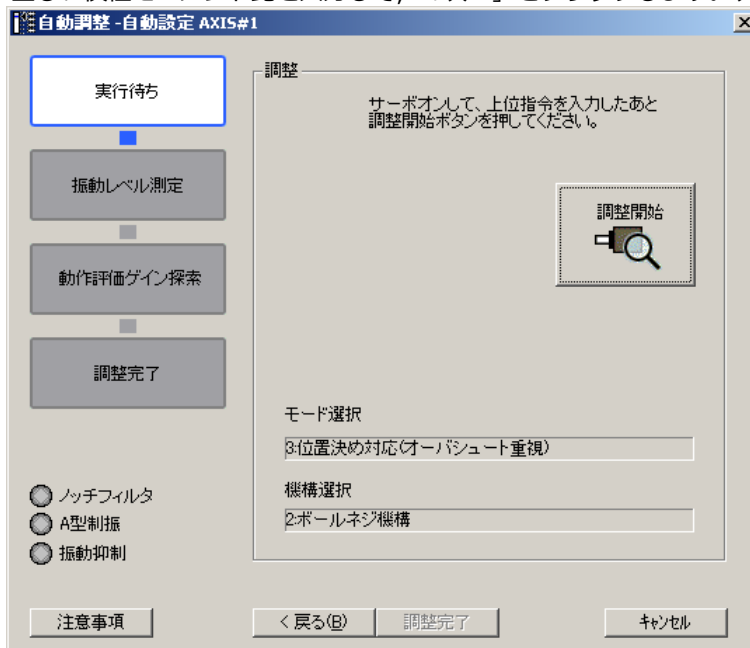 自動調整 -自動設定 AXIS#1
実行待ち
振動レベル測定
動作評価ゲイン探索
調整完了
ノッチフィルタ
A型制振
振動抑制
調整
サーボオンして、上位指令を入力したあと
調整開始ボタンを押してください。
調整開始
モード選択
3:位置決め対応(オーバシュート重視)
機構選択
2:ボールネジ機構
注意事項
< 戻る(B)
調整完了
キャンセル